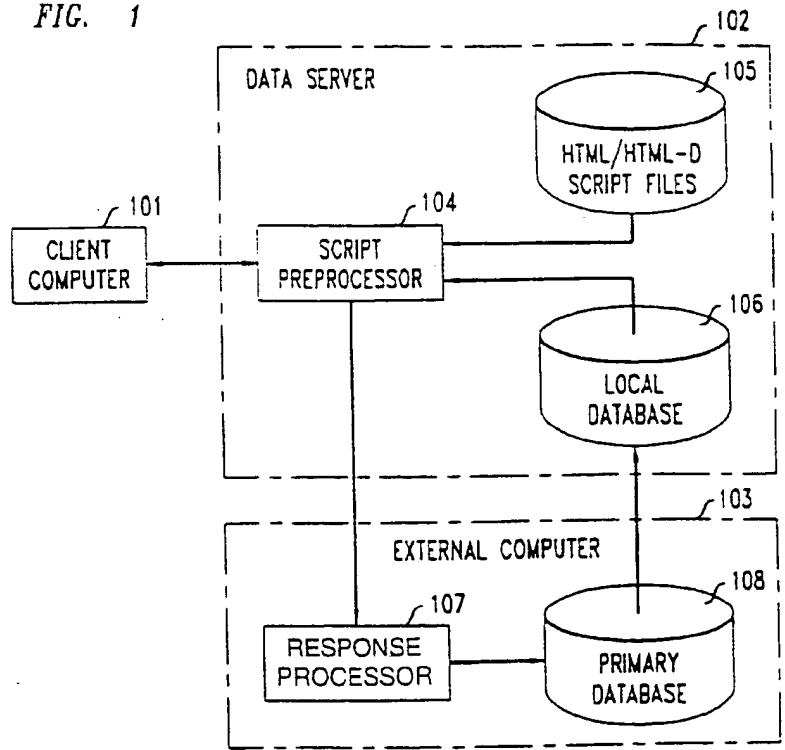 FIG. 1
102
DATA SERVER
105
HTML/HTML-D
SCRIPT FILES
101
CLIENT
COMPUTER
104
SCRIPT
PREPROCESSOR
106
LOCAL
DATABASE
103
EXTERNAL COMPUTER
107
RESPONSE
PROCESSOR
108
PRIMARY
DATABASE